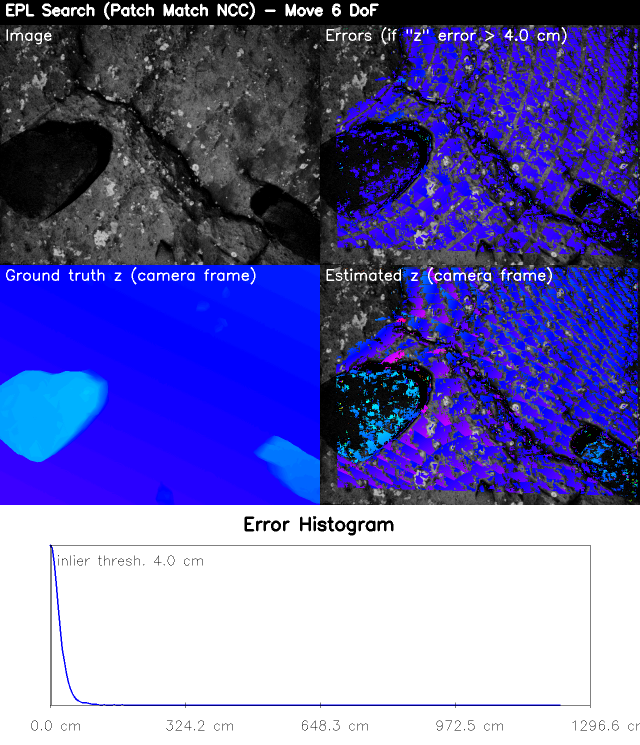 EPL Search (Patch Match NCC) - Move 6 DoF
Image
Errors (if "z" error > 4.0 cm)
Ground truth z (camera frame)
Estimated z (camera frame)
Error Histogram
inlier thresh. 4.0 cm
0.0 cm
324.2 cm
648.3 cm
972.5 cm
1296.6 cm